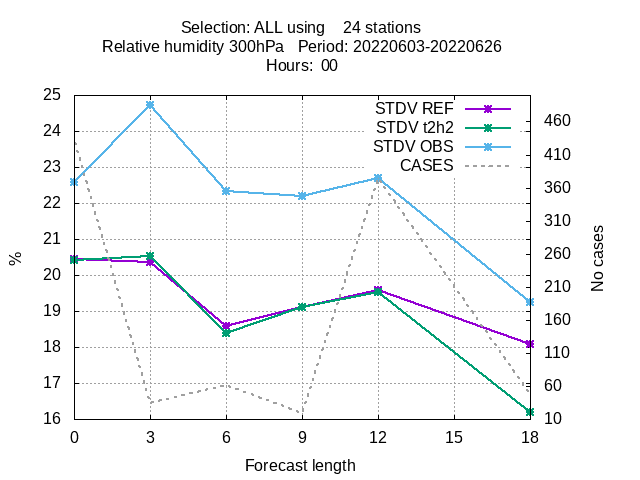 Selection: ALL using    24 stations
Relative humidity 300hPa   Period: 20220603-20220626
Hours:  00
STDV REF
STDV t2h2
STDV OBS
CASES
25
24
23
22
21
20
19
18
17
16
%
460
410
360
310
260
210
160
110
60
10
No cases
0 3 6 9 12 15 18
Forecast length